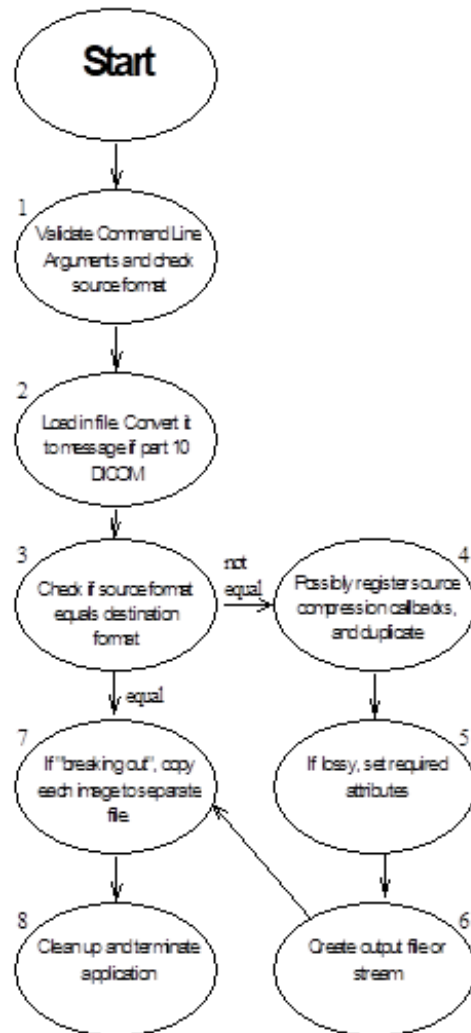 Start
1
Validate Command Line
Arguments and check
source format
2
Load in file. Convert it
to message if part 10
DICOM
3
Check if source format
equals destination
format
not
equal
4
Possibly register source
compression callbacks,
and duplicate
equal
5
If lossy, set required
attributes
7
If "breaking out", copy
each image to separate
file.
6
Create output file or
stream
8
Clean up and terminate
application